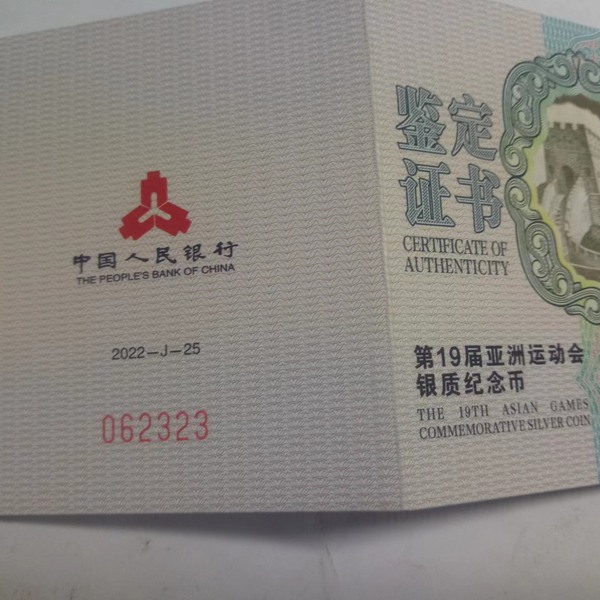 中国人民银行
THE PEOPLE'S BANK OF CHINA
2022-J-25
062323
鉴定
证书
CERTIFICATE OF
AUTHENTICITY
第19届亚洲运动会
银质纪念币
THE 19TH ASIAN GAMES
COMMEMORATIVE SILVER COIN